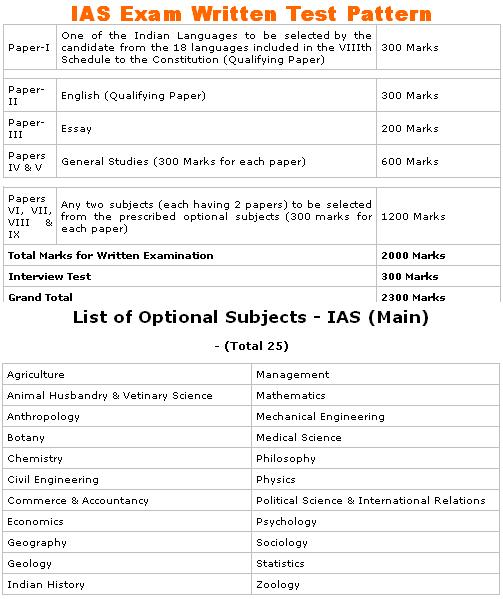 IAS Exam Written Test Pattern
Paper-I
One of the Indian Languages to be selected by the
candidate from the 18 languages included in the VIIIth
Schedule to the Constitution (Qualifying Paper)
300 Marks
Paper-
II
English (Qualifying Paper)
300 Marks
Paper-
III
Essay
200 Marks
Papers
IV & V
General Studies (300 Marks for each paper)
600 Marks
Papers
VI, VII,
VIII &
IX
Any two subjects (each having 2 papers) to be selected
from the prescribed optional subjects (300 marks for
each paper)
1200 Marks
Total Marks for Written Examination 2000 Marks
Interview Test 300 Marks
Grand Total 2300 Marks
List of Optional Subjects - IAS (Main)
- (Total 25)
Agriculture Management
Animal Husbandry & Vetinary Science Mathematics
Anthropology Mechanical Engineering
Botany Medical Science
Chemistry Philosophy
Civil Engineering Physics
Commerce & Accountancy Political Science & International Relations
Economics Psychology
Geography Sociology
Geology Statistics
Indian History Zoology